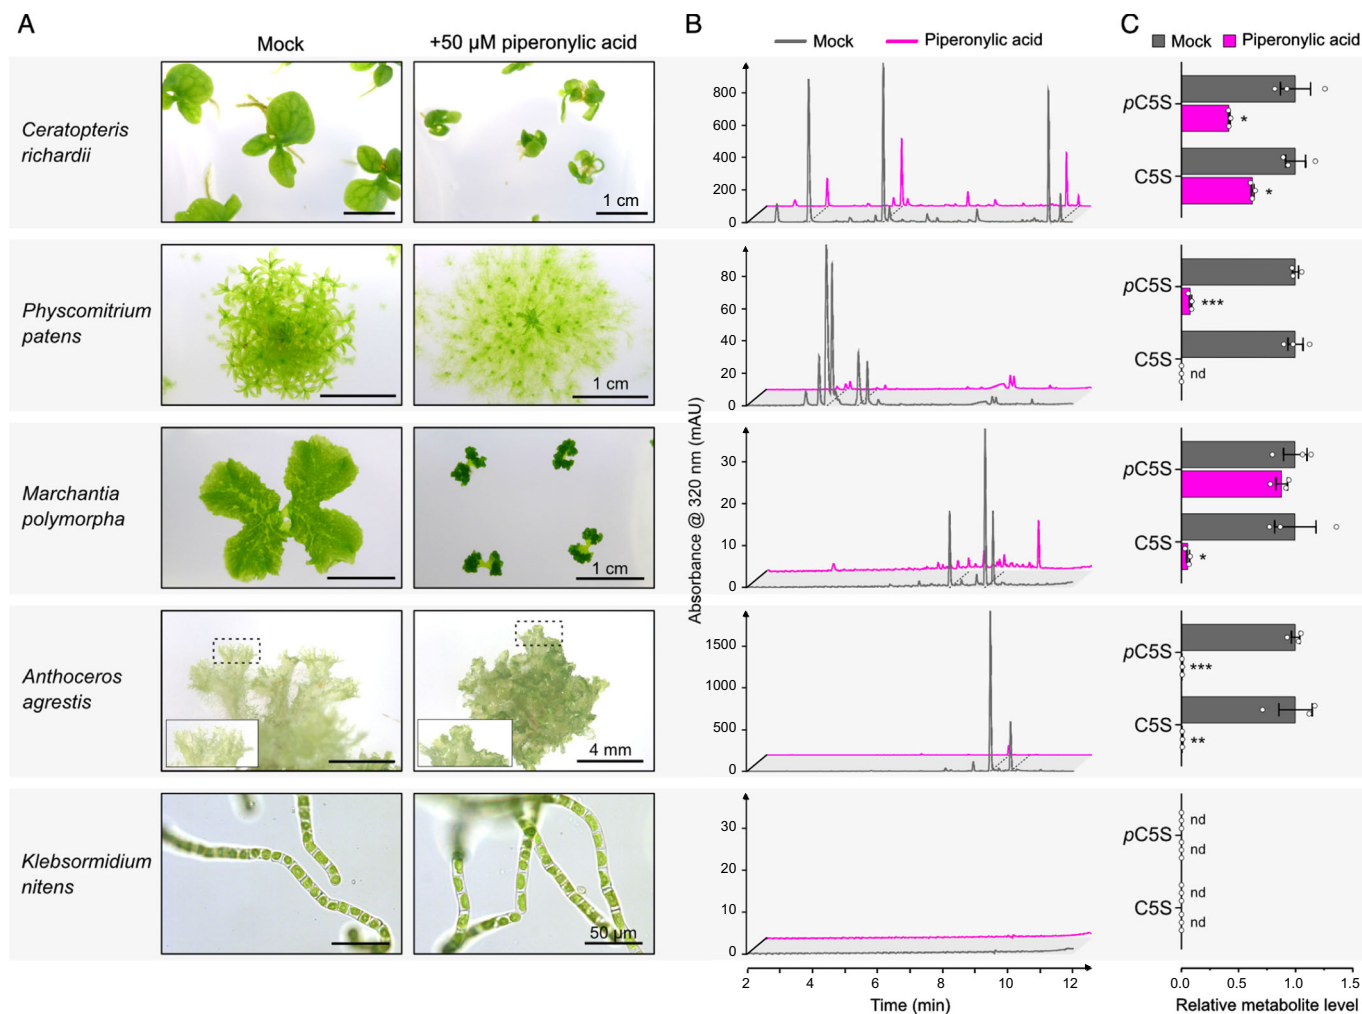 A
Mock
+50 µM piperonylic acid
B
Mock
Piperonylic acid
C
Mock
Piperonylic acid
Ceratopteris
richardii
1 cm
800
600
400
200
0
pC5S
*
C5S
*
Physcomitrium
patens
1 cm
80
60
40
20
0
pC5S
***
C5S
nd
Marchantia
polymorpha
1 cm
Absorbance @ 320 nm (mAU)
30
20
10
0
pC5S
C5S
*
Anthoceros
agrestis
4 mm
1500
1000
500
0
pC5S
***
C5S
**
Klebsormidium
nitens
50 µm
30
20
10
0
pC5S
nd
nd
C5S
nd
nd
2 4 6 8 10 12
Time (min)
0.0 0.5 1.0 1.5
Relative metabolite level